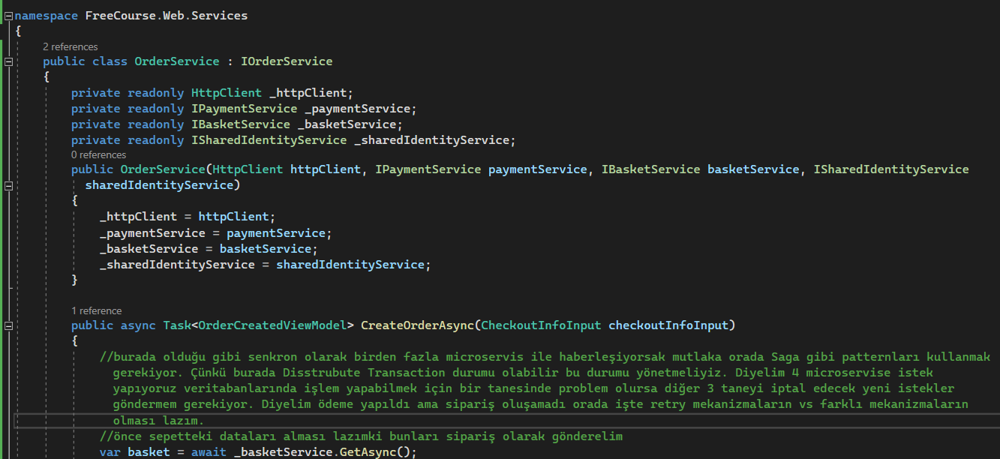 namespace FreeCourse.Web.Services
{
2 references
public class OrderService : IOrderService
{
private readonly HttpClient _httpClient;
private readonly IPaymentService _paymentService;
private readonly IBasketService _basketService;
private readonly ISharedIdentityService _sharedIdentityService;
0 references
public OrderService(HttpClient httpClient, IPaymentService paymentService, IBasketService basketService, ISharedIdentityService
sharedIdentityService)
{
_httpClient = httpClient;
_paymentService = paymentService;
_basketService = basketService;
_sharedIdentityService = sharedIdentityService;
}
1 reference
public async Task<OrderCreatedViewModel> CreateOrderAsync(CheckoutInfoInput checkoutInfoInput)
{
//burada olduğu gibi senkron olarak birden fazla microservis ile haberleşiyorsak mutlaka orada Saga gibi patternları kullanmak
gerekiyor. Çünkü burada Disstrubute Transaction durumu olabilir bu durumu yönetmeliyiz. Diyelim 4 microservise istek
yapıyoruz veritabanlarında işlem yapabilmek için bir tanesinde problem olursa diğer 3 taneyi iptal edecek yeni istekler
göndermem gerekiyor. Diyelim ödeme yapıldı ama sipariş oluşamadı orada işte retry mekanizmaların vs farklı mekanizmaların
olması lazım.
//önce sepetteki dataları alması lazımki bunları sipariş olarak gönderelim
var basket = await _basketService.GetAsync();